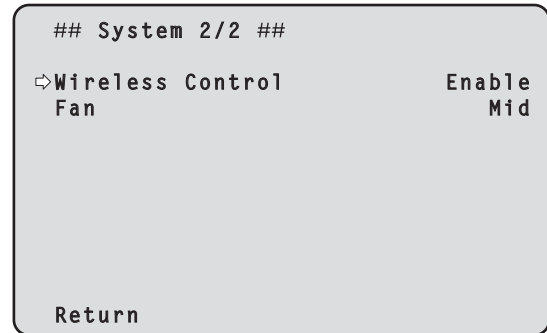 ## System 2/2 ##
⇨Wireless Control Enable
Fan Mid
Return